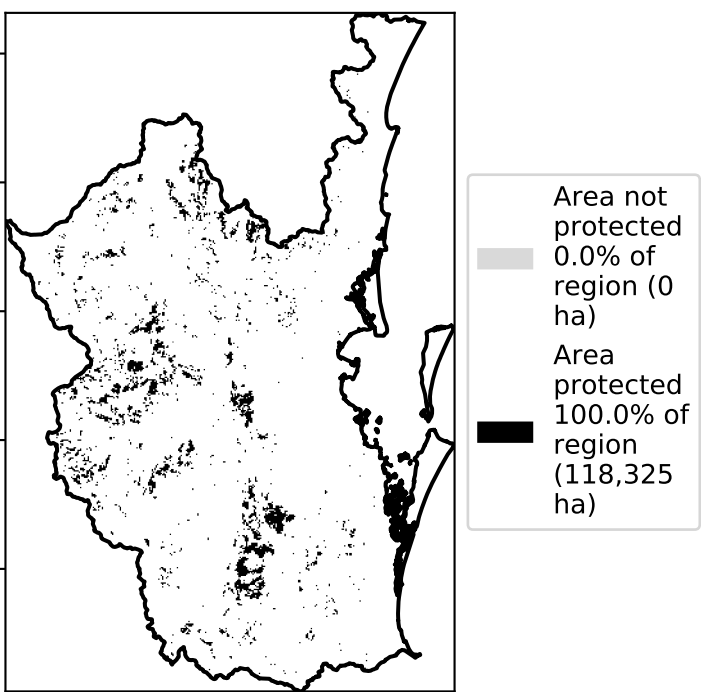 Area not
protected
0.0% of
region (0
ha)
Area
protected
100.0% of
region
(118,325
ha)